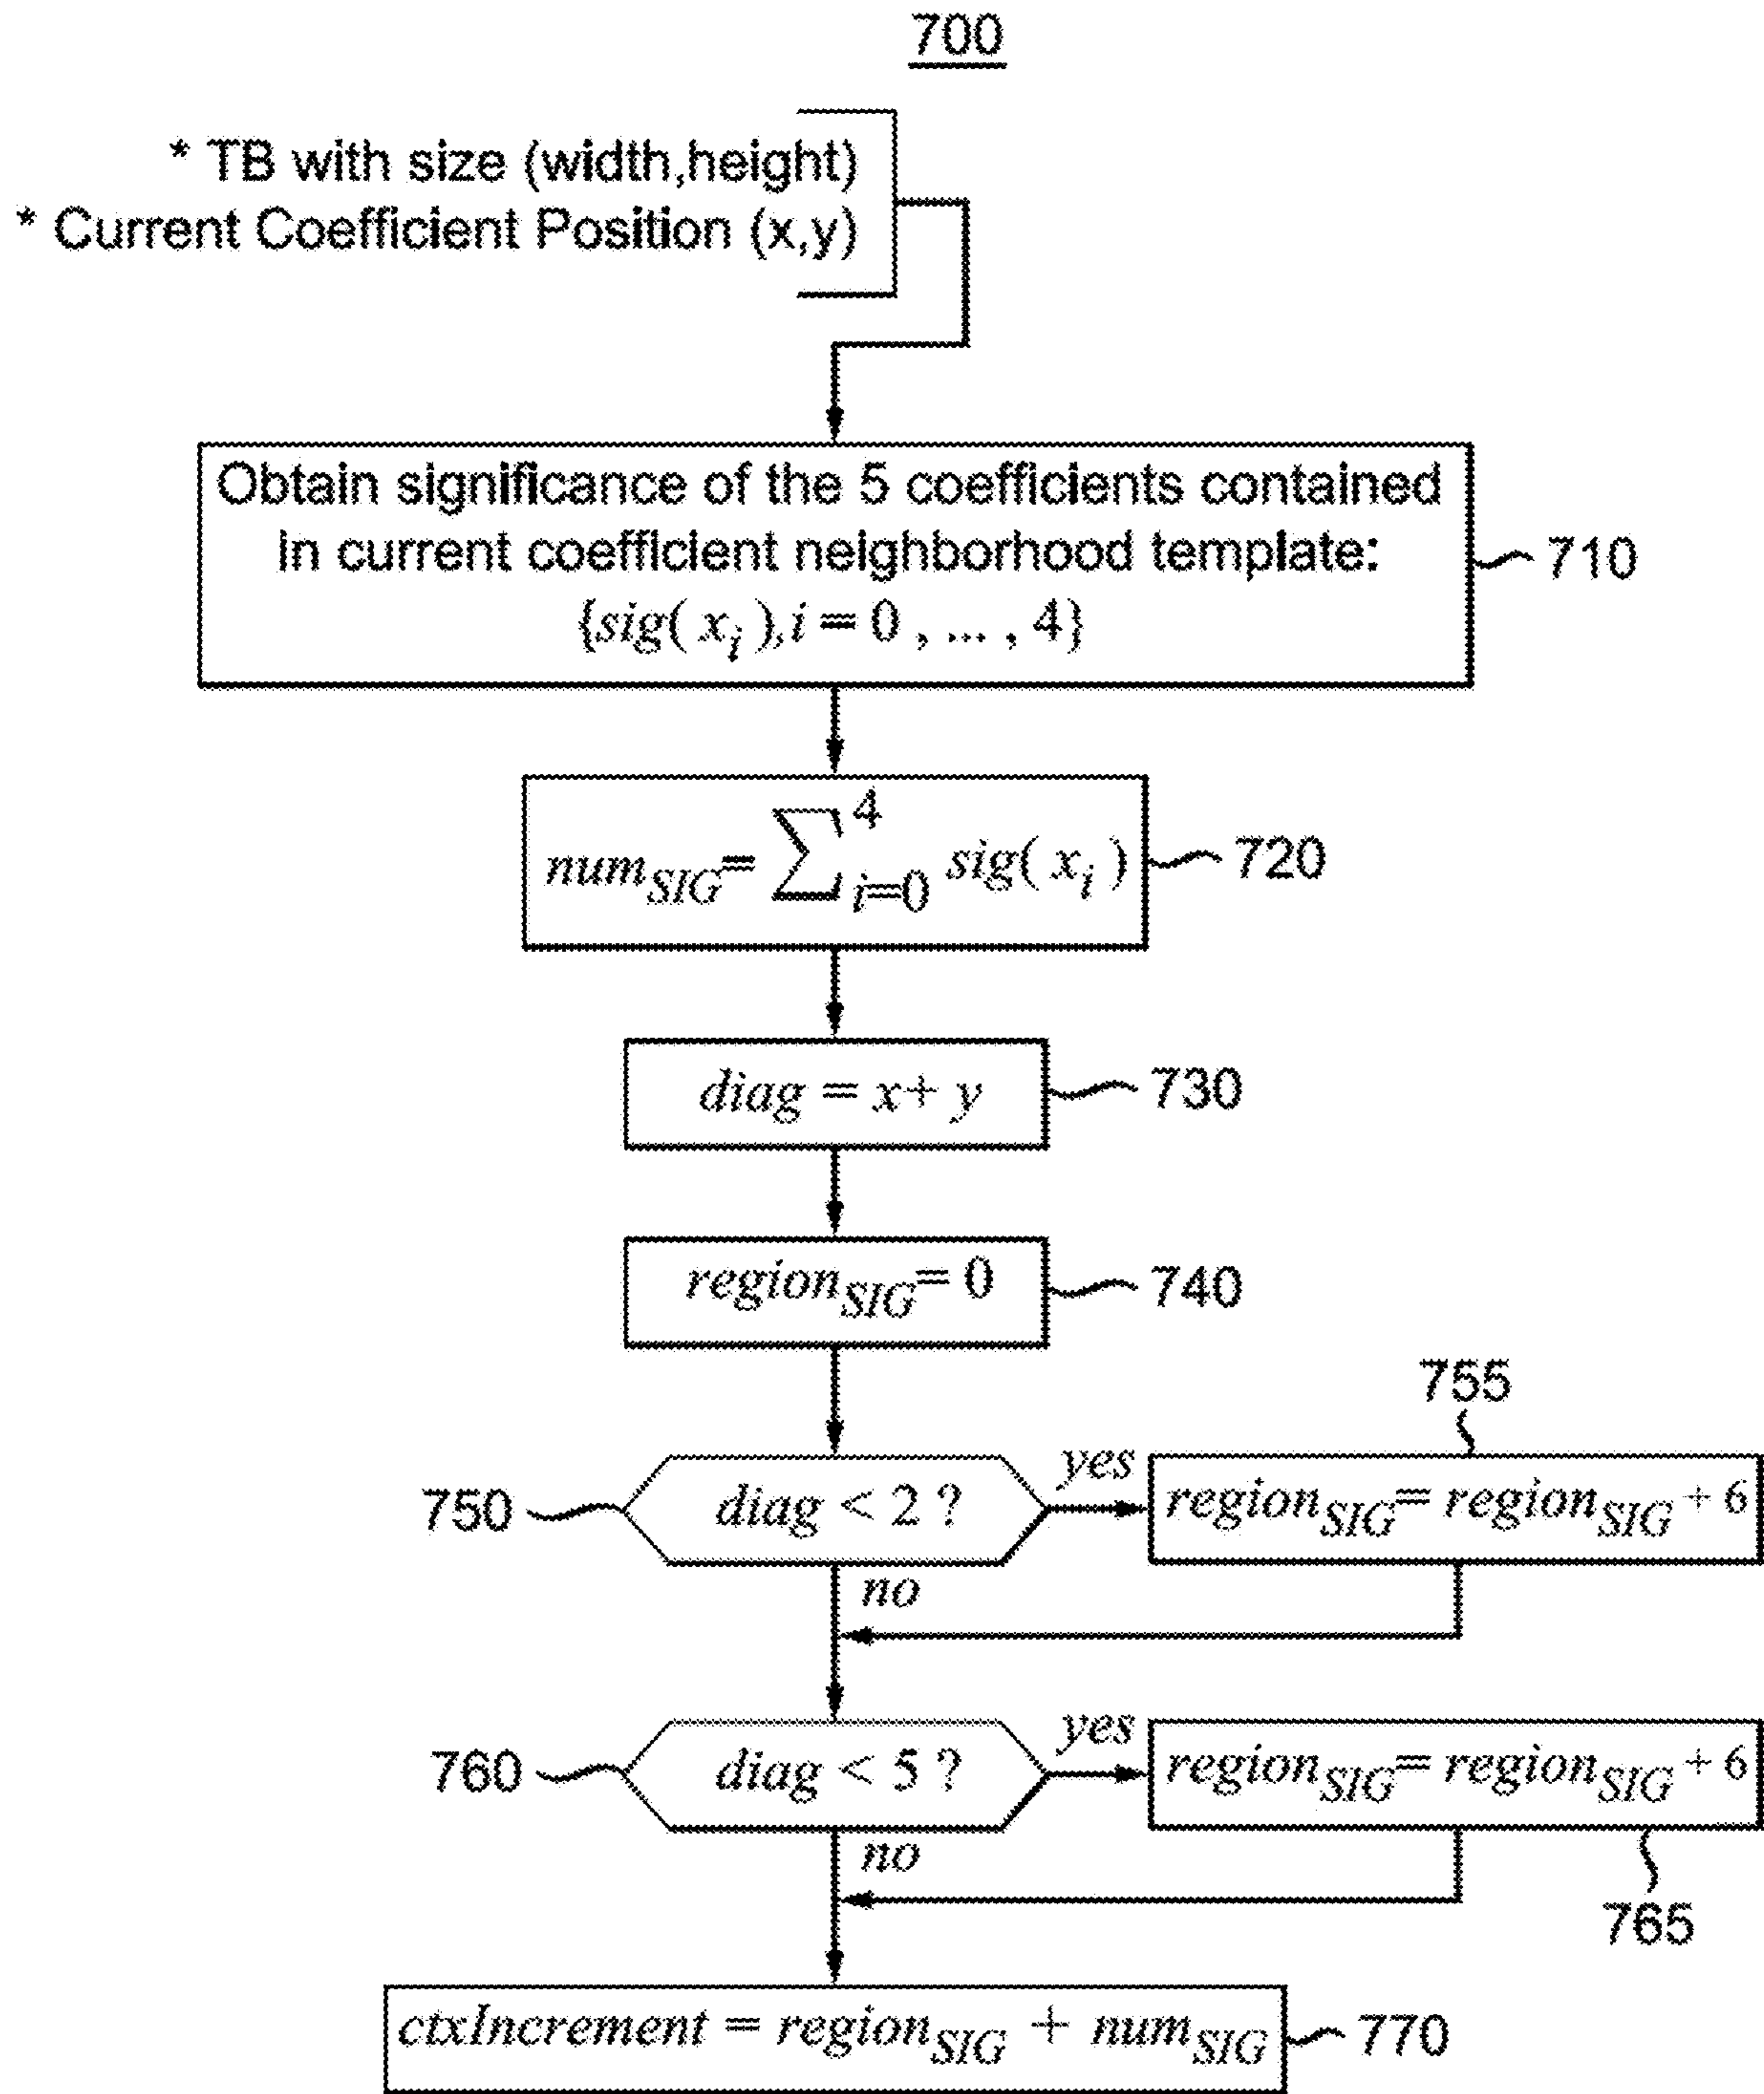 700
* TB with size (width,height)
* Current Coefficient Position (x,y)
Obtain significance of the 5 coefficients contained
in current coefficient neighborhood template:
{sig( x_i ),i = 0 , ... , 4}
710
num_SIG = ∑_{i=0}^{4} sig( x_i )
720
diag = x+ y
730
region_SIG = 0
740
755
750
diag < 2 ?
yes
region_SIG = region_SIG + 6
no
760
diag < 5 ?
yes
region_SIG = region_SIG + 6
no
765
ctxIncrement = region_SIG + num_SIG
770